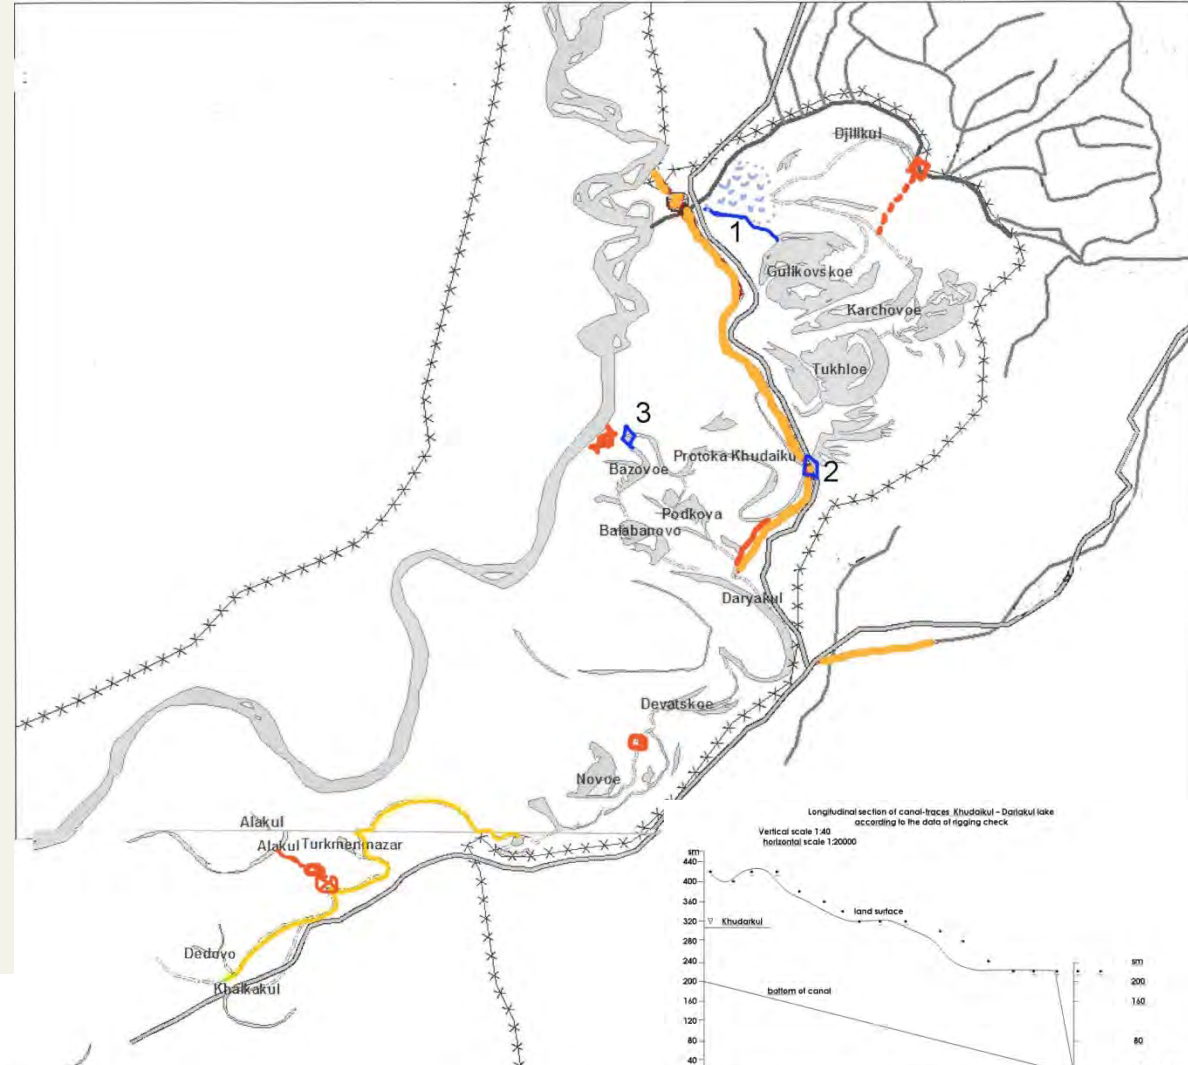 Djilikul
1
Gulikovskoe
Karchovoe
Tukhloe
3
Protoka Khudaiku
2
Bazovoe
Podkova
Balabanovo
Daryakul
Devatskoe
Novoe
Alakul
Alakul Turkmeninazar
Dedovo
Khalkakul
Longitudinal section of canal-traces Khudaikul – Dariakul lake
according to the data of rigging check
Vertical scale 1:40
horizontal scale 1:20000
sm
440
400
360
320
Khudarkul
280
240
200
160
120
80
40
land surface
bottom of canal
sm
200
160
80